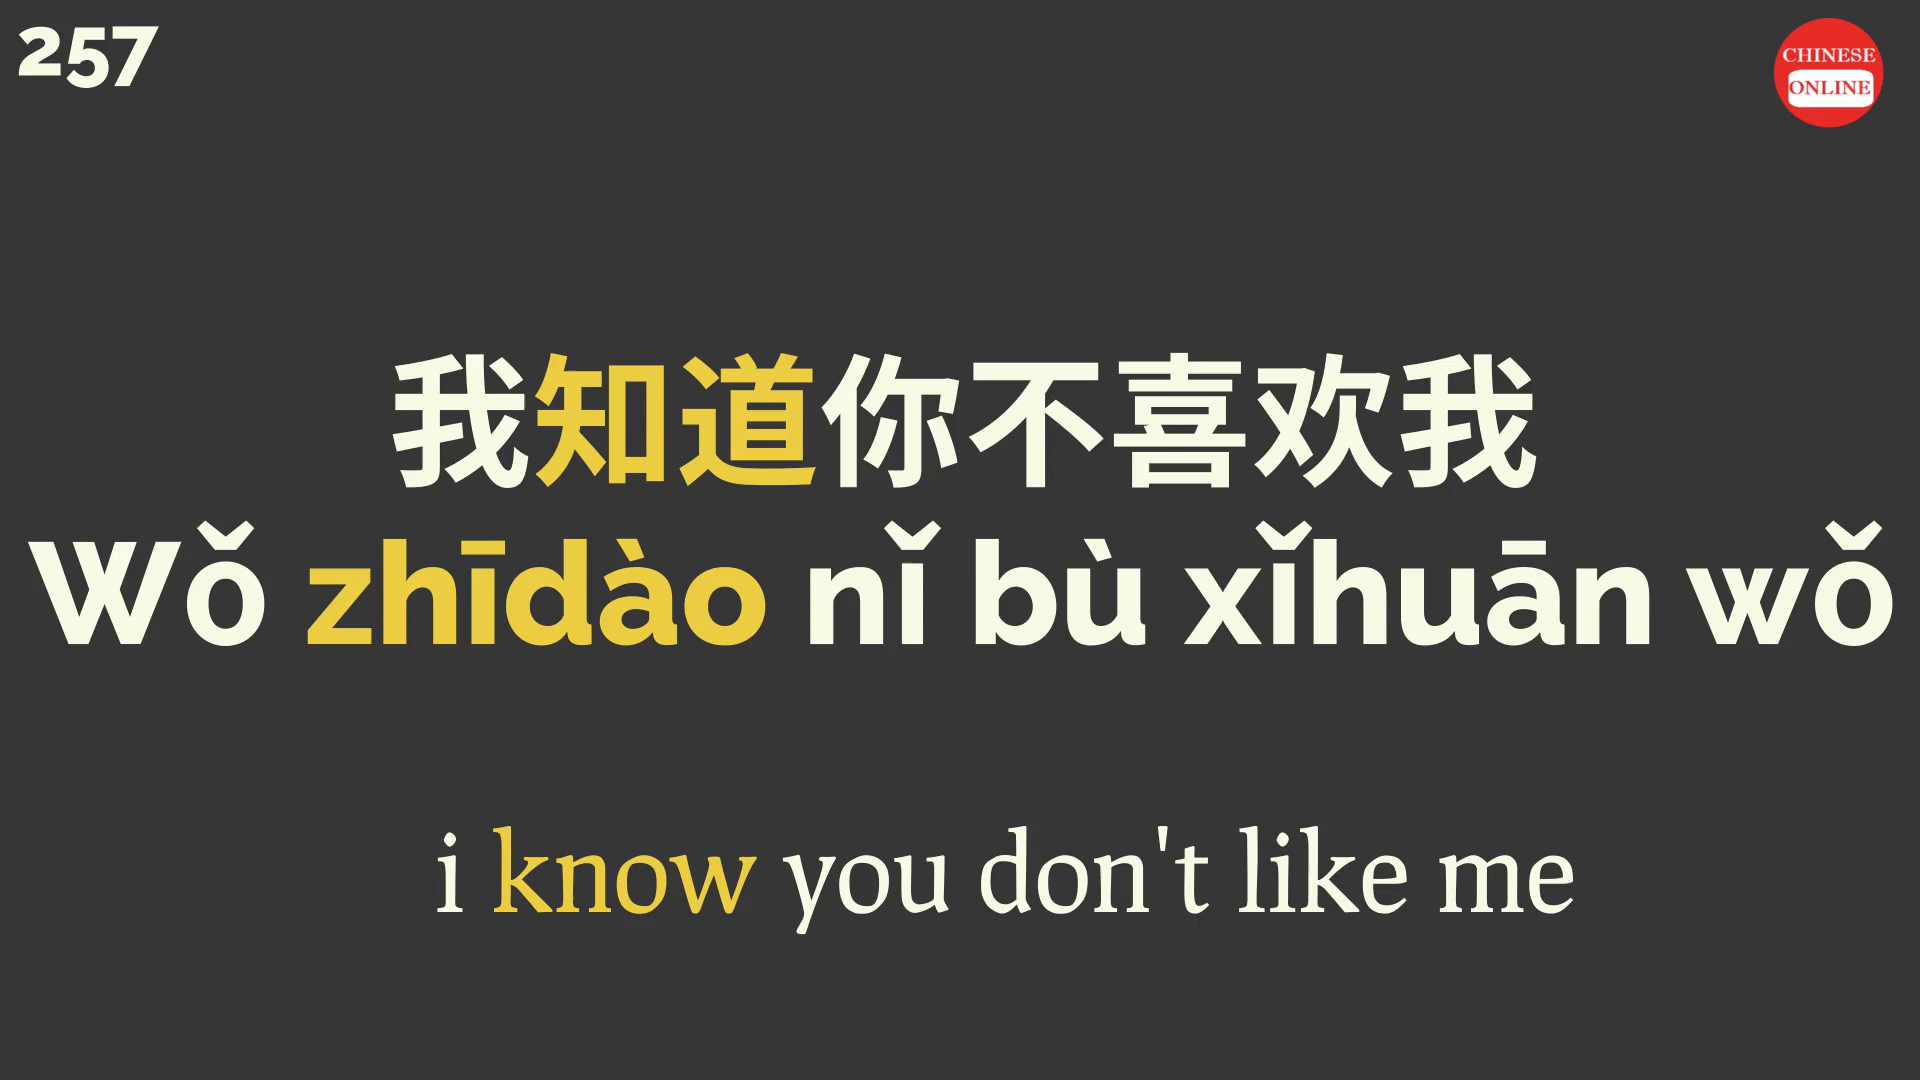 257
CHINESE
ONLINE
我知道你不喜欢我
Wǒ zhīdào nǐ bù xǐhuān wǒ
i know you don't like me